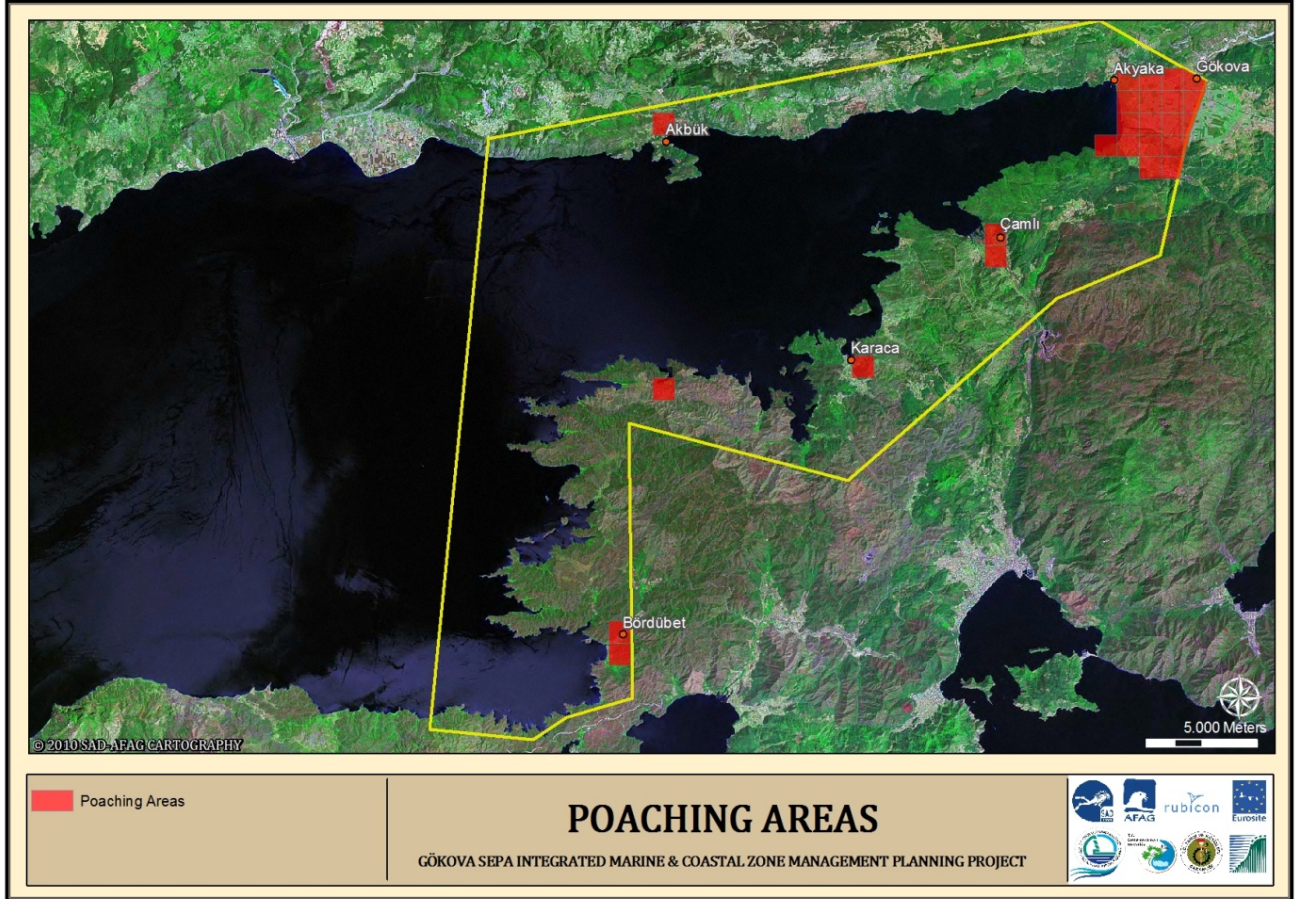 Akyaka
Gökova
Akbük
Çamlı
Karaca
Bördübet
5.000 Meters
© 2010 SAD-AFAG CARTOGRAPHY
Poaching Areas
POACHING AREAS
GÖKOVA SEPA INTEGRATED MARINE & COASTAL ZONE MANAGEMENT PLANNING PROJECT
SAD
AFAG
rubicon
Eurosite